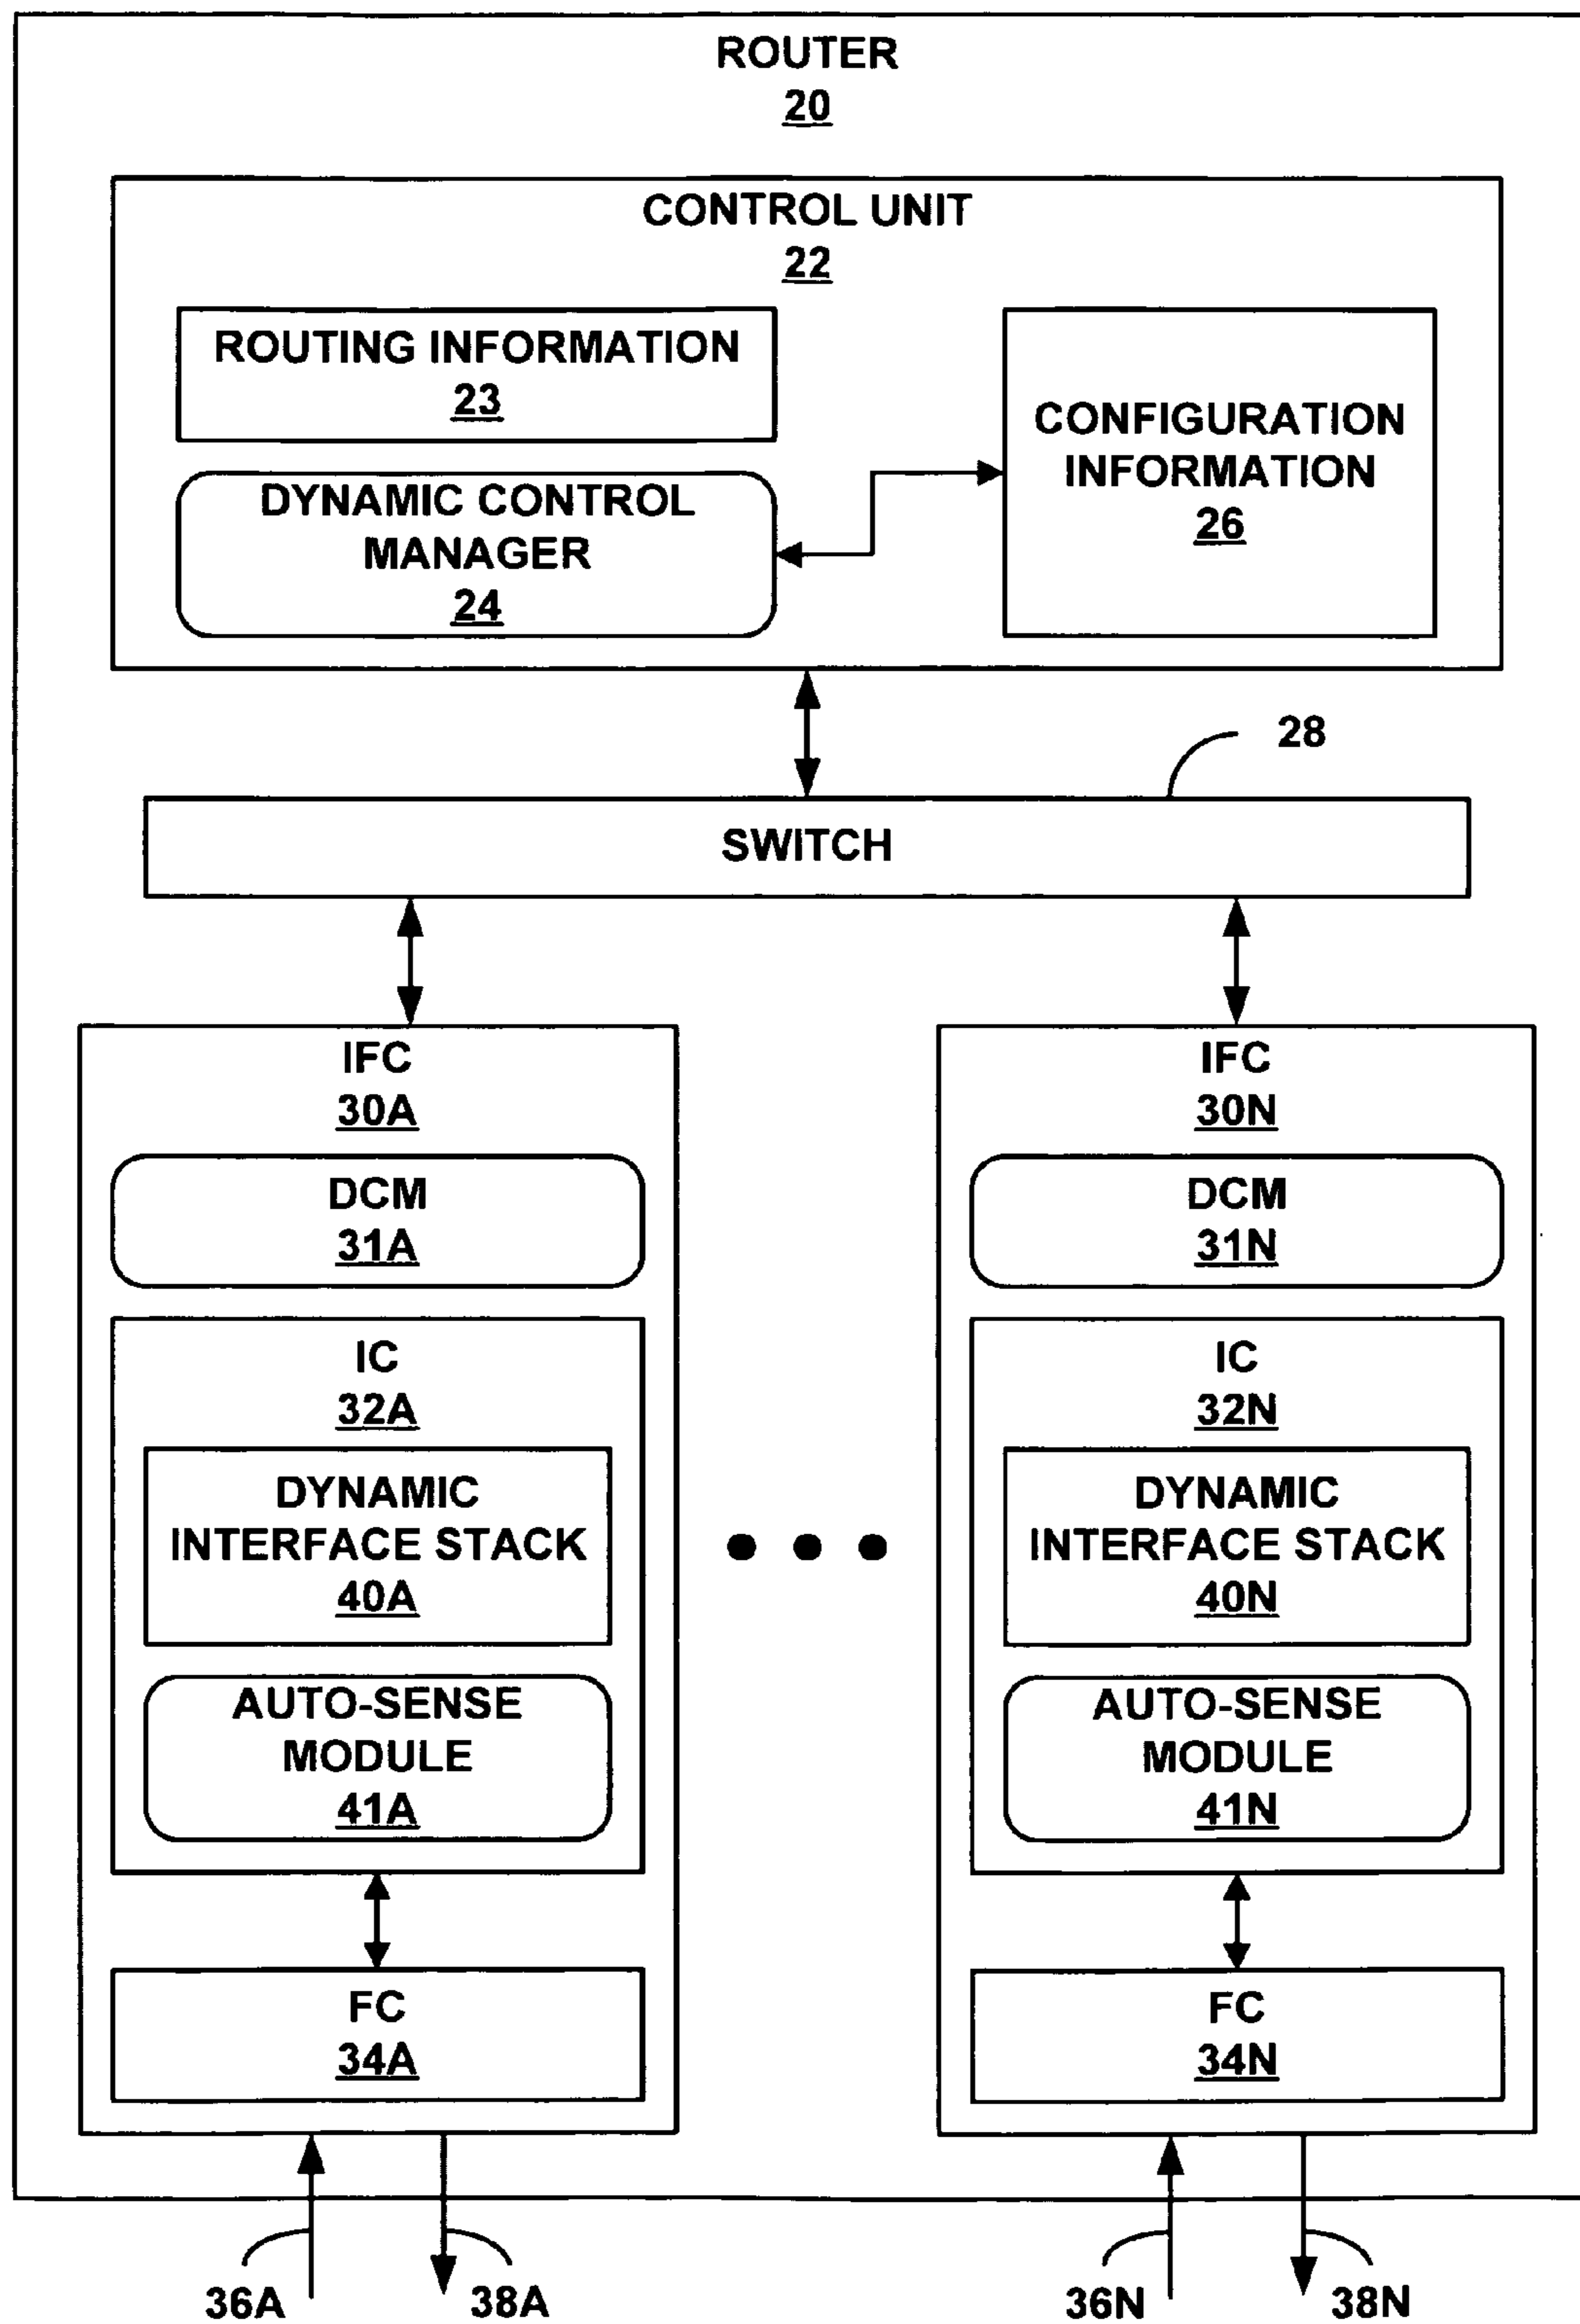 ROUTER
20
CONTROL UNIT
22
ROUTING INFORMATION
23
DYNAMIC CONTROL
MANAGER
24
CONFIGURATION
INFORMATION
26
28
SWITCH
IFC
30A
DCM
31A
IC
32A
DYNAMIC
INTERFACE STACK
40A
AUTO-SENSE
MODULE
41A
FC
34A
IFC
30N
DCM
31N
IC
32N
DYNAMIC
INTERFACE STACK
40N
AUTO-SENSE
MODULE
41N
FC
34N
36A
38A
36N
38N